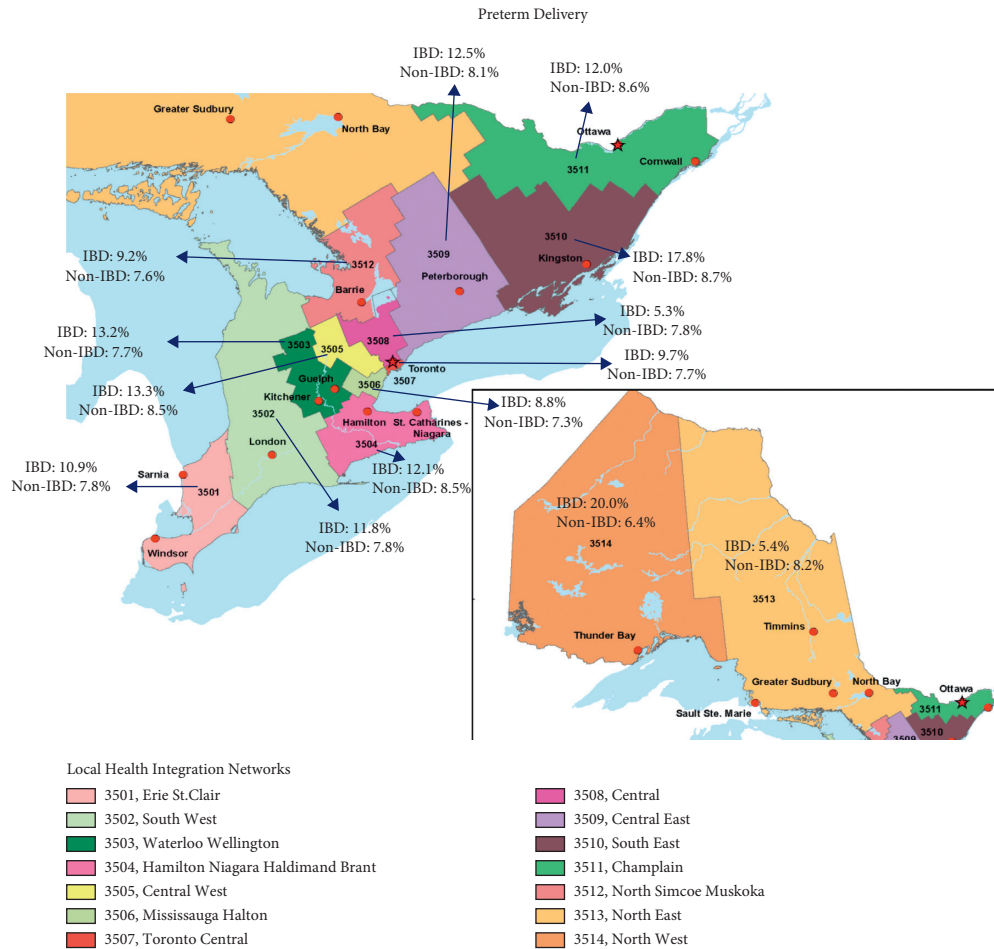 Preterm Delivery
IBD: 12.5%
Non-IBD: 8.1%
IBD: 12.0%
Non-IBD: 8.6%
Greater Sudbury
North Bay
Ottawa
Cornwall
3511
3510
Kingston
IBD: 17.8%
Non-IBD: 8.7%
3509
Peterborough
IBD: 9.2%
Non-IBD: 7.6%
3512
Barrie
IBD: 5.3%
Non-IBD: 7.8%
3508
IBD: 13.2%
Non-IBD: 7.7%
3503
3505
Toronto
3507
IBD: 9.7%
Non-IBD: 7.7%
IBD: 13.3%
Non-IBD: 8.5%
Guelph
Kitchener
3506
IBD: 8.8%
Non-IBD: 7.3%
3502
London
Hamilton
St. Catharines -
Niagara
3504
IBD: 12.1%
Non-IBD: 8.5%
IBD: 10.9%
Non-IBD: 7.8%
Sarnia
3501
Windsor
IBD: 11.8%
Non-IBD: 7.8%
IBD: 20.0%
Non-IBD: 6.4%
3514
Thunder Bay
IBD: 5.4%
Non-IBD: 8.2%
3513
Timmins
Greater Sudbury
North Bay
Ottawa
Sault Ste. Marie
3511
3510
3509
Local Health Integration Networks
3501, Erie St.Clair
3502, South West
3503, Waterloo Wellington
3504, Hamilton Niagara Haldimand Brant
3505, Central West
3506, Mississauga Halton
3507, Toronto Central
3508, Central
3509, Central East
3510, South East
3511, Champlain
3512, North Simcoe Muskoka
3513, North East
3514, North West